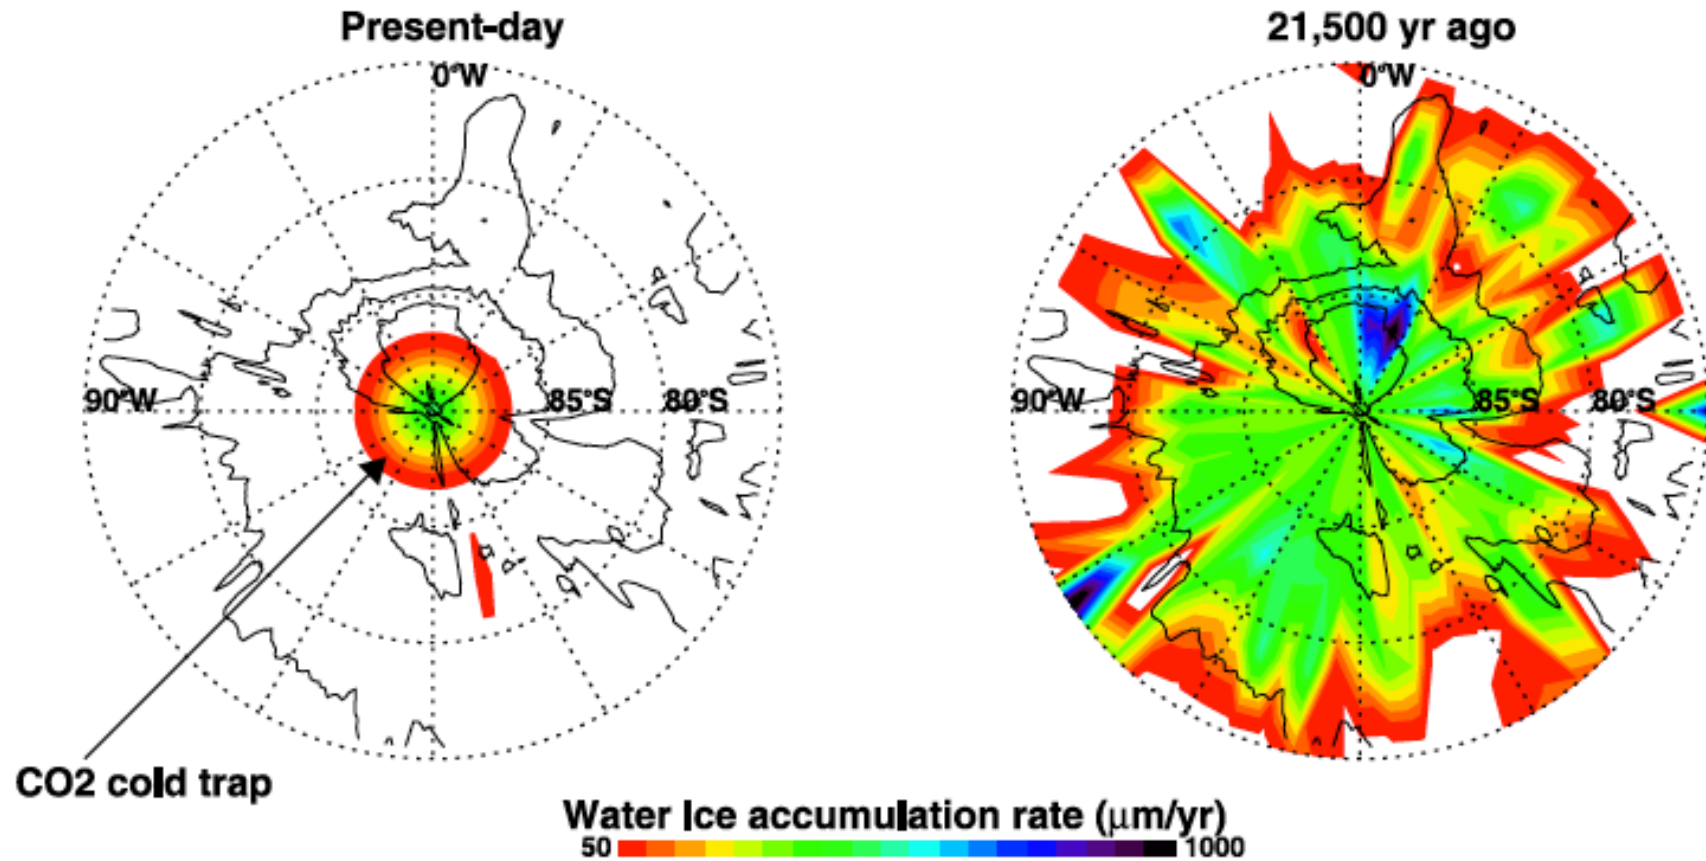 Present-day
21,500 yr ago
0°W
0°W
90°W
85°S
80°S
90°W
85°S
80°S
CO2 cold trap
Water Ice accumulation rate (μm/yr)
50
1000